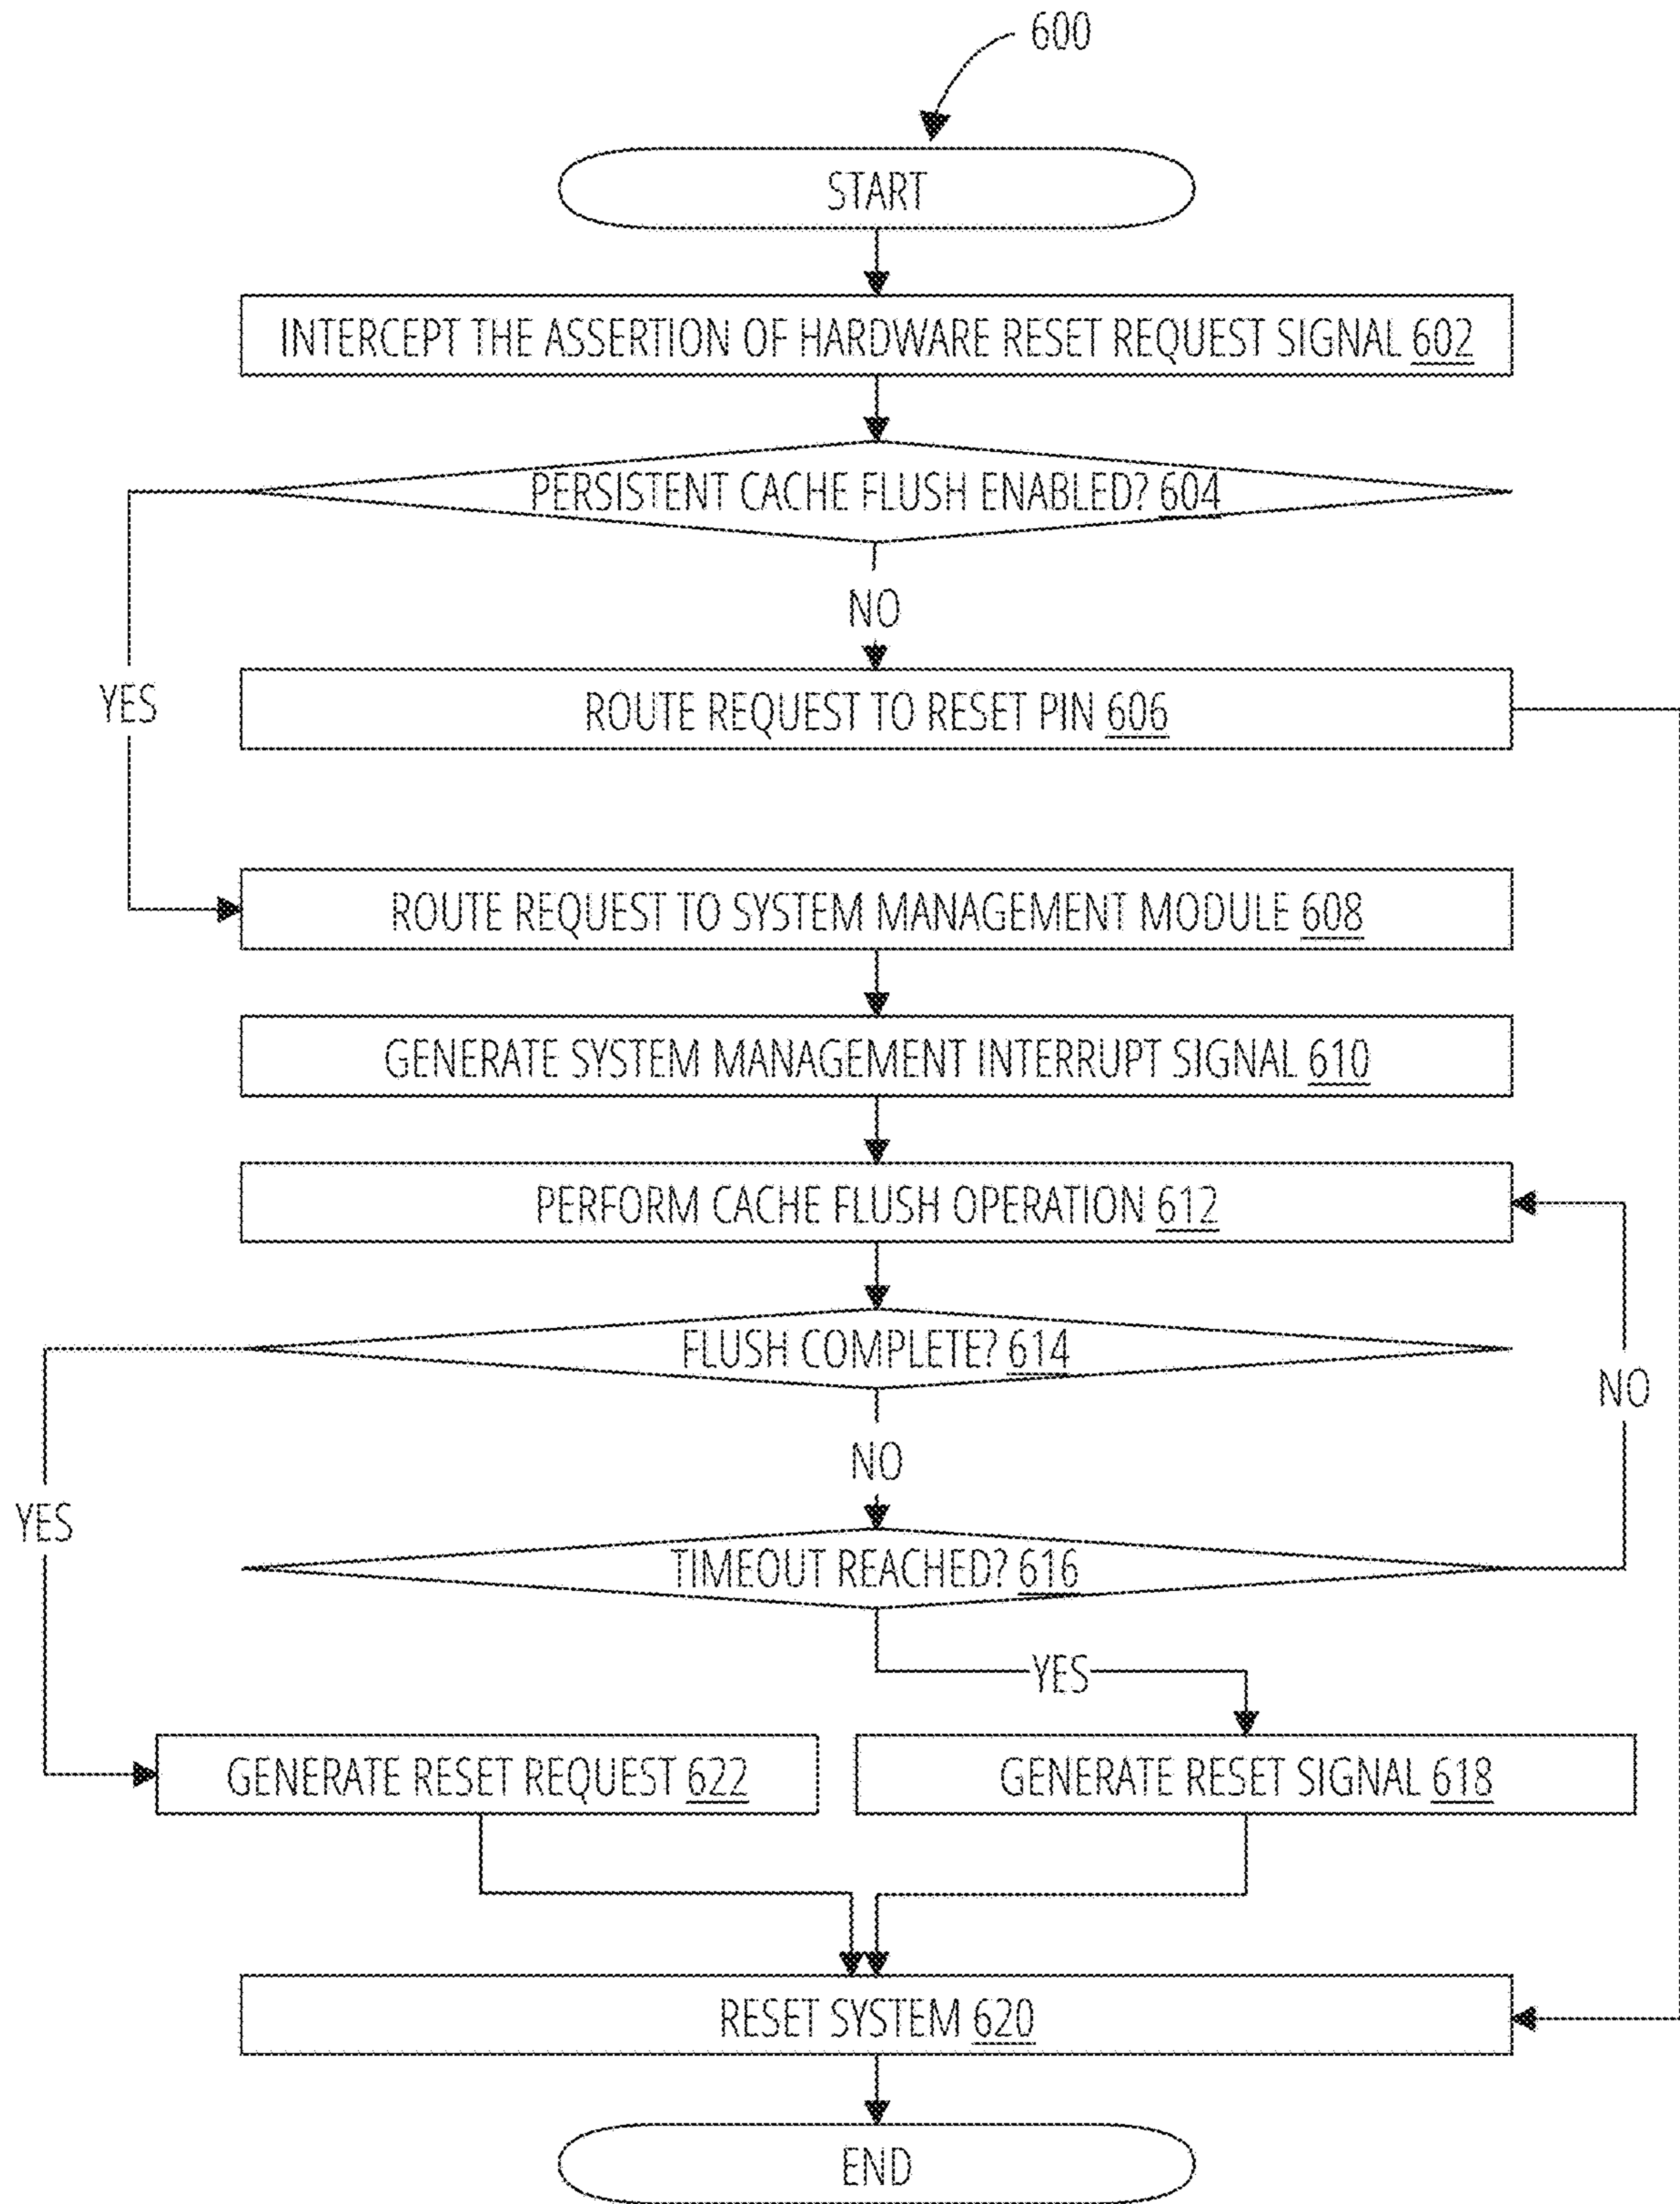 600
START
INTERCEPT THE ASSERTION OF HARDWARE RESET REQUEST SIGNAL 602
PERSISTENT CACHE FLUSH ENABLED? 604
NO
YES
ROUTE REQUEST TO RESET PIN 606
ROUTE REQUEST TO SYSTEM MANAGEMENT MODULE 608
GENERATE SYSTEM MANAGEMENT INTERRUPT SIGNAL 610
PERFORM CACHE FLUSH OPERATION 612
FLUSH COMPLETE? 614
NO
NO
YES
TIMEOUT REACHED? 616
YES
GENERATE RESET REQUEST 622
GENERATE RESET SIGNAL 618
RESET SYSTEM 620
END